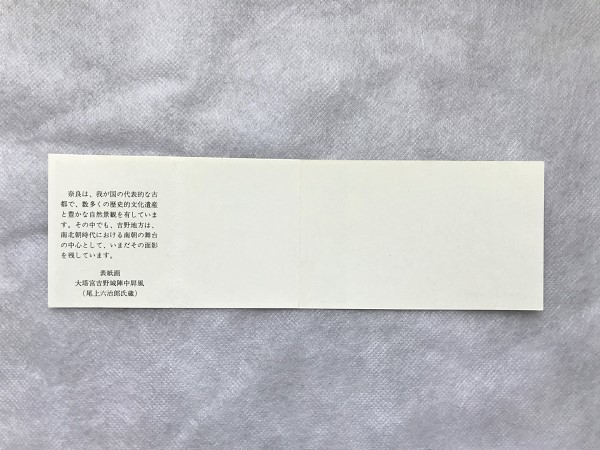 奈良は、我が国の代表的な古
都で、数多くの歴史的文化遺産
と豊かな自然景観を有していま
す。その中でも、吉野地方は、
南北朝時代における南朝の舞台
の中心として、いまだその面影
を残しています。
表紙画
大塔宮吉野城陣中屏風
（尾上六治郎氏蔵）